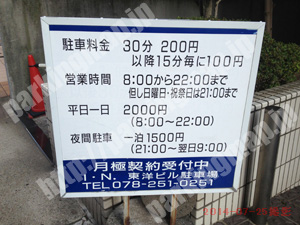 駐車料金 30分 200円
以降15分毎に100円
営業時間 8:00から22:00まで
但し日曜日・祝祭日は21:00まで
平日一日 2000円
(8:00~22:00)
夜間駐車 一泊1500円
(21:00~翌日9:00)
月極契約受付中
I・N. 東洋ビル駐車場
TEL 078-251-0251